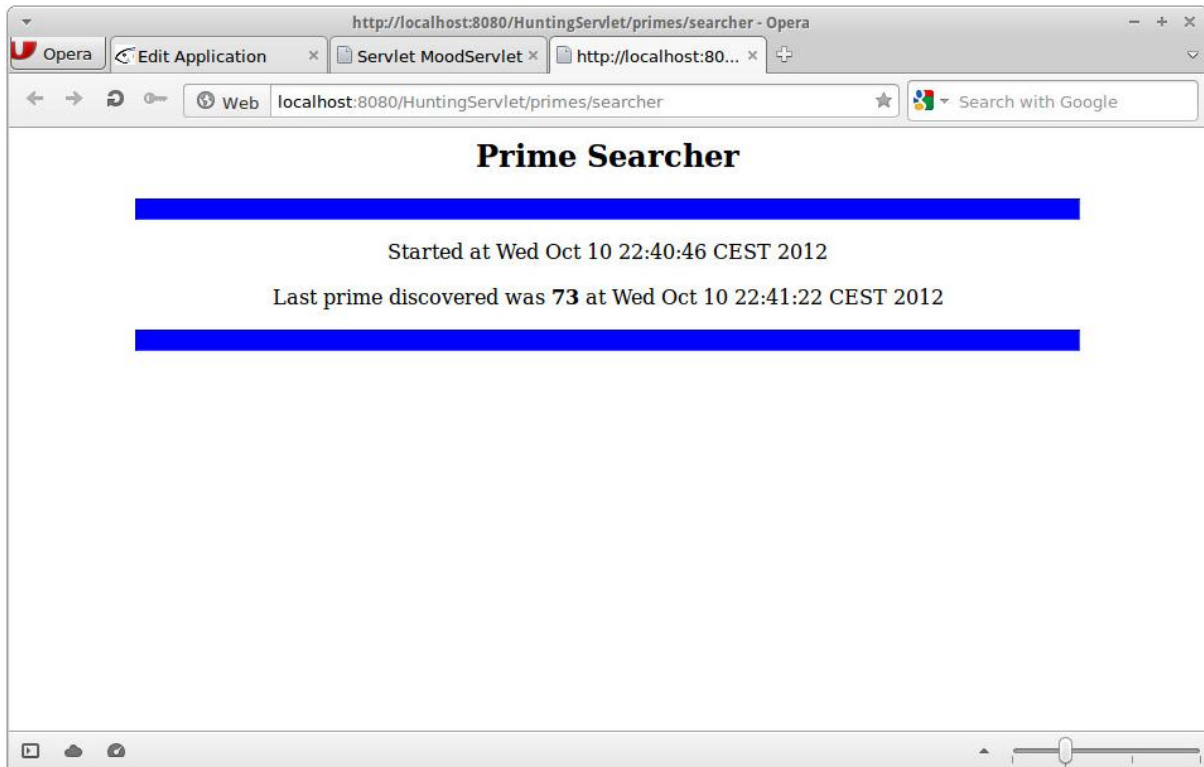 http://localhost:8080/HuntingServlet/primes/searcher - Opera
Opera
Edit Application
Servlet MoodServlet
http://localhost:80...
Web
localhost:8080/HuntingServlet/primes/searcher
Search with Google
Prime Searcher
Started at Wed Oct 10 22:40:46 CEST 2012
Last prime discovered was 73 at Wed Oct 10 22:41:22 CEST 2012